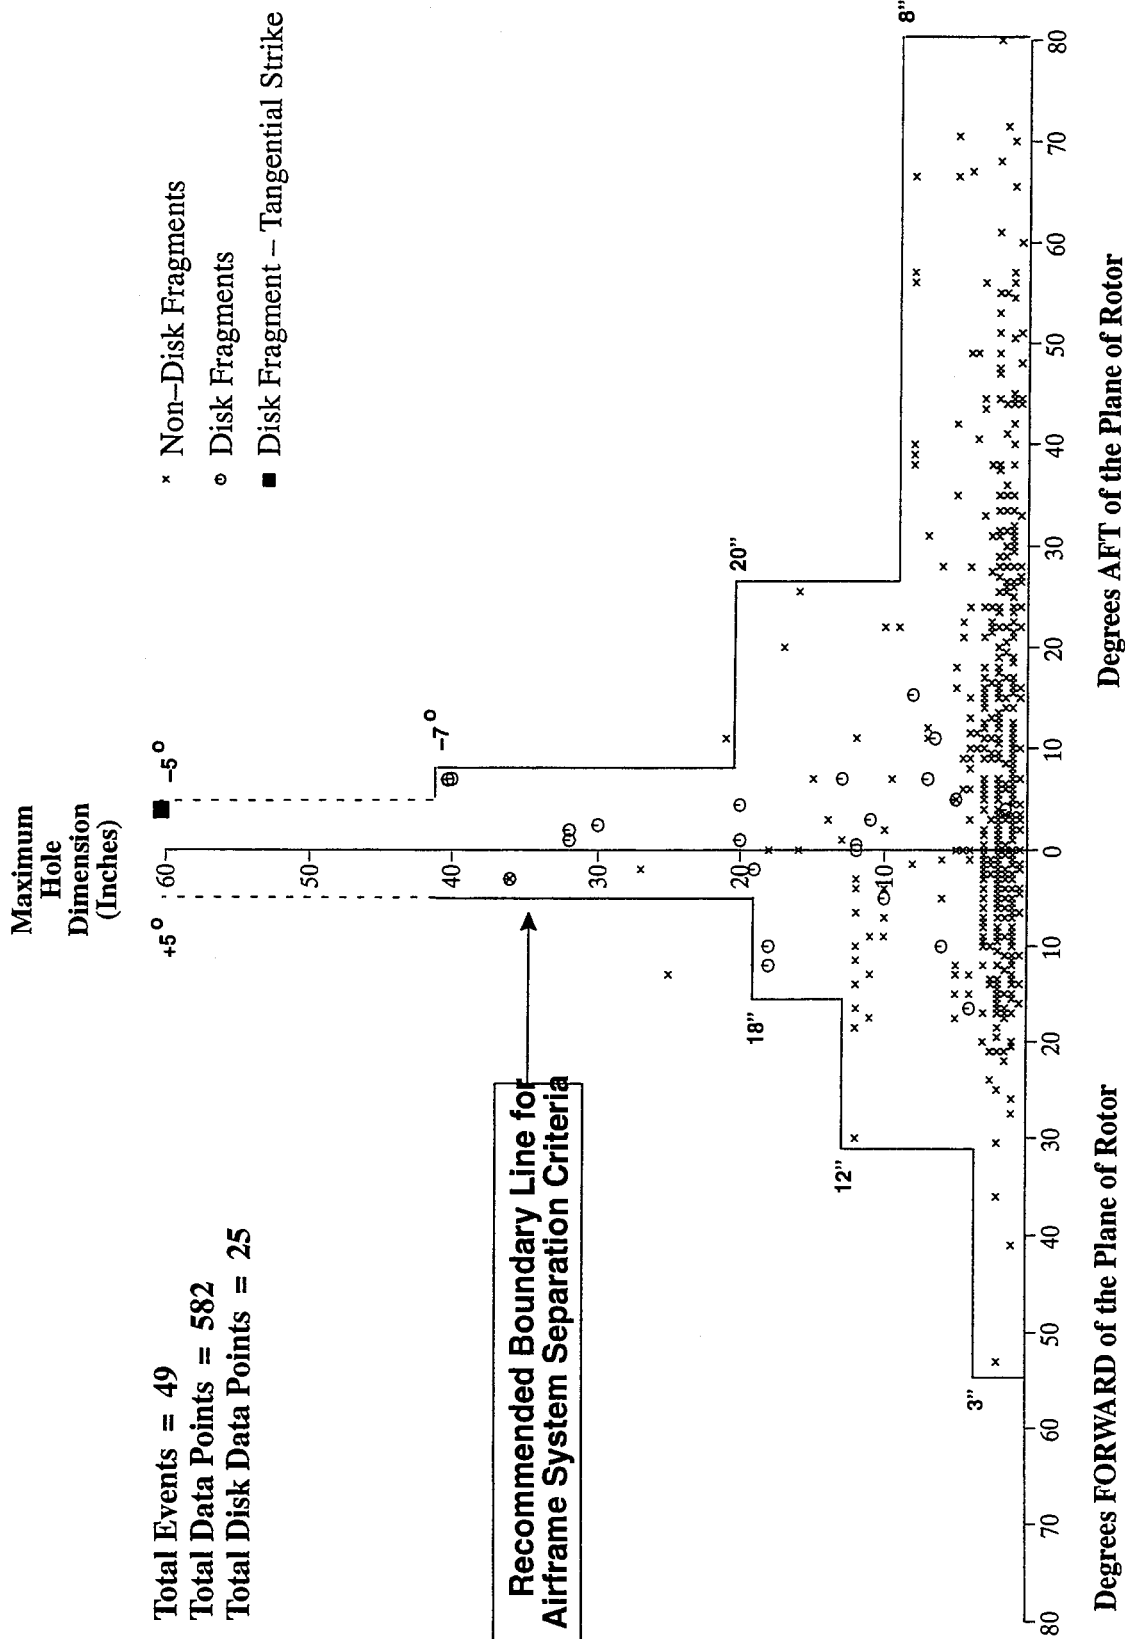 Total Events = 49
Total Data Points = 582
Total Disk Data Points = 25
Maximum
Hole
Dimension
(Inches)
× Non–Disk Fragments
⊖ Disk Fragments
■ Disk Fragment – Tangential Strike
+5°
–5°
–7°
60
50
40
30
20
10
Recommended Boundary Line for
Airframe System Separation Criteria
3”
12”
18”
20”
8”
80 70 60 50 40 30 20 10 0 10 20 30 40 50 60 70 80
Degrees FORWARD of the Plane of Rotor
Degrees AFT of the Plane of Rotor